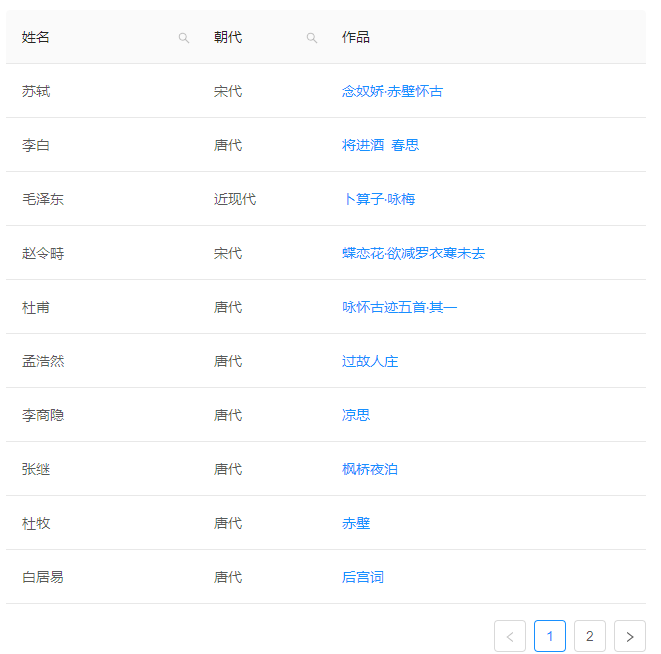 姓名 朝代 作品
苏轼 宋代 念奴娇·赤壁怀古
李白 唐代 将进酒 春思
毛泽东 近现代 卜算子·咏梅
赵令畤 宋代 蝶恋花·欲减罗衣寒未去
杜甫 唐代 咏怀古迹五首·其一
孟浩然 唐代 过故人庄
李商隐 唐代 凉思
张继 唐代 枫桥夜泊
杜牧 唐代 赤壁
白居易 唐代 后宫词
< 1 2 >